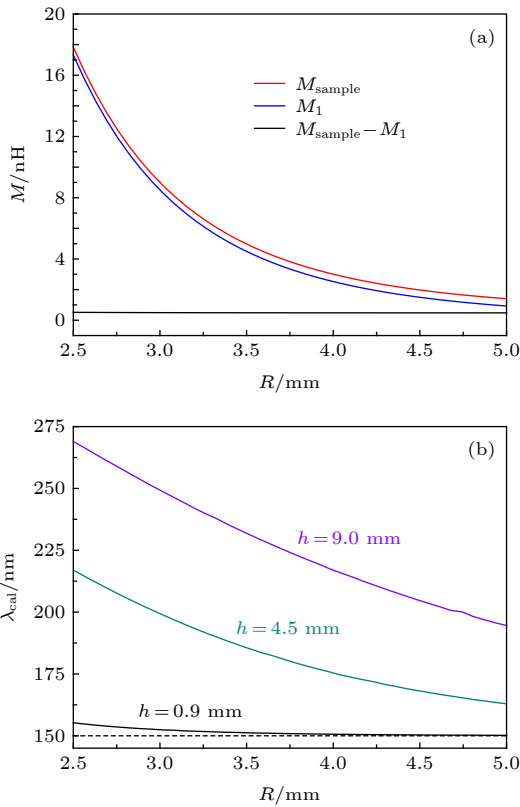 20
(a)
16
M_sample
M_1
12
M_sample − M_1
M/nH
8
4
0
2.5 3.0 3.5 4.0 4.5 5.0
R/mm
275
(b)
250
h = 9.0 mm
225
λ_cal/nm
200
h = 4.5 mm
175
h = 0.9 mm
150
2.5 3.0 3.5 4.0 4.5 5.0
R/mm